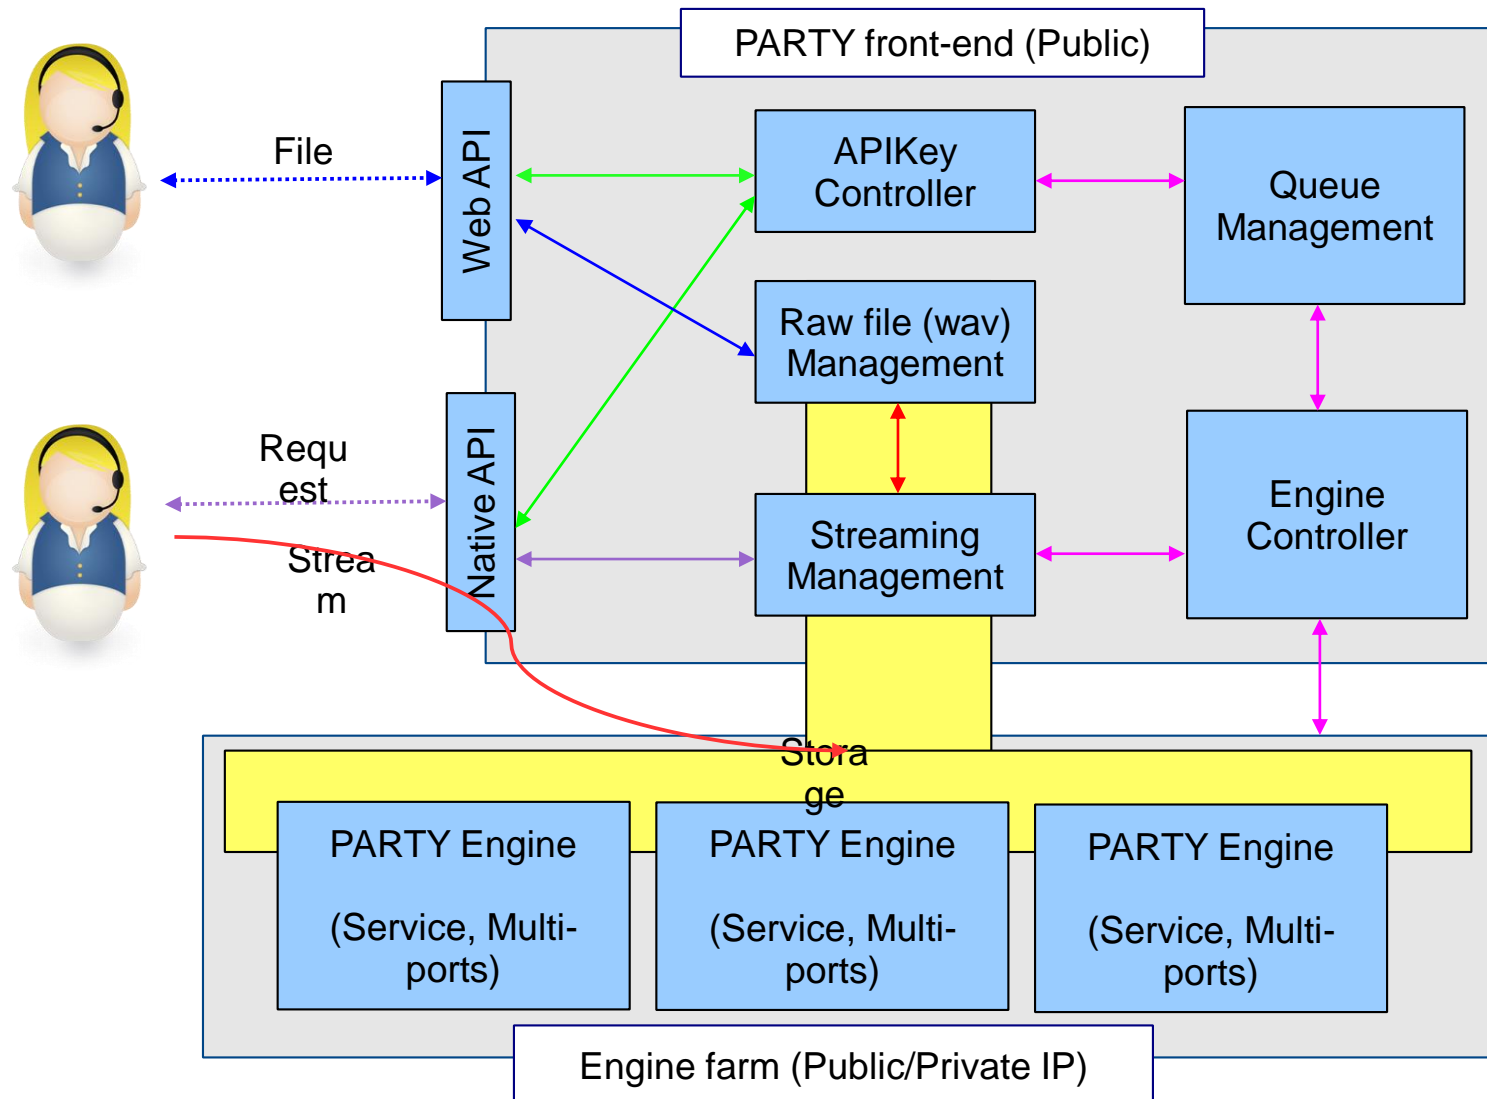 PARTY front-end (Public)
File
Web API
APIKey
Controller
Queue
Management
Raw file (wav)
Management
Requ
est
Native API
Strea
m
Streaming
Management
Engine
Controller
Stora
ge
PARTY Engine
(Service, Multi-
ports)
PARTY Engine
(Service, Multi-
ports)
PARTY Engine
(Service, Multi-
ports)
Engine farm (Public/Private IP)